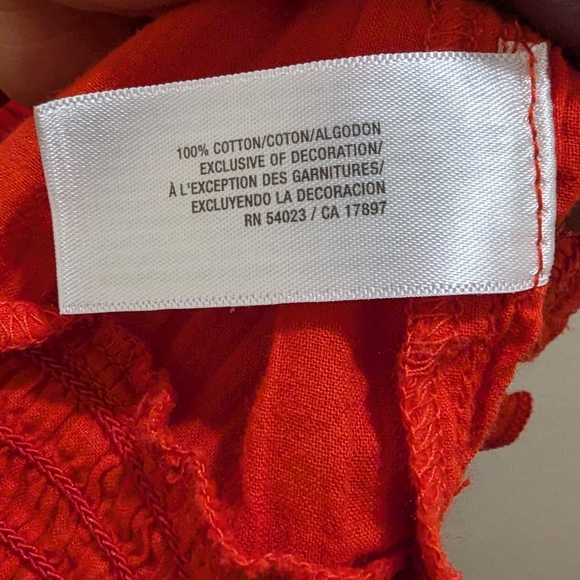 100% COTTON/COTON/ALGODON
EXCLUSIVE OF DECORATION/
À L'EXCEPTION DES GARNITURES/
EXCLUYENDO LA DECORACION
RN 54023 / CA 17897